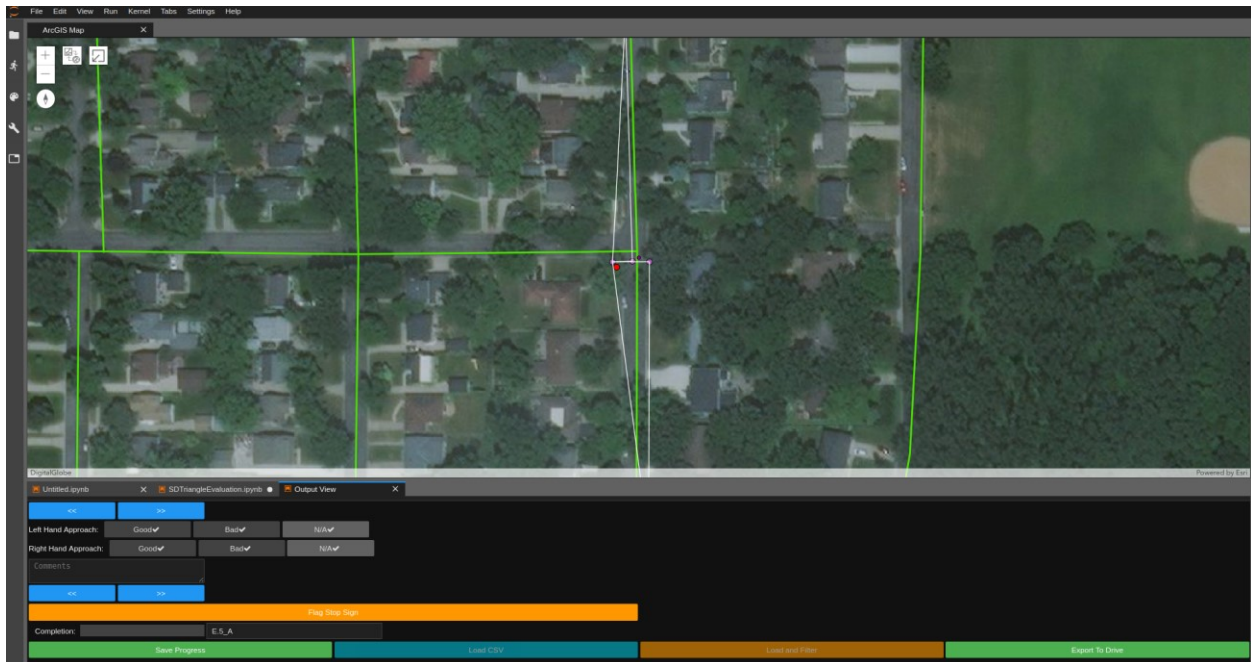 File Edit View Run Kernel Tabs Settings Help
ArcGIS Map
DigitalGlobe Powered by Esri
Untitled.ipynb SDTriangleEvaluation.ipynb Output View
<< >>
Left Hand Approach: Good✔ Bad✔ N/A✔
Right Hand Approach: Good✔ Bad✔ N/A✔
Comments
<< >>
Flag Stop Sign
Completion: E.5_A
Save Progress Load CSV Load and Filter Export To Drive